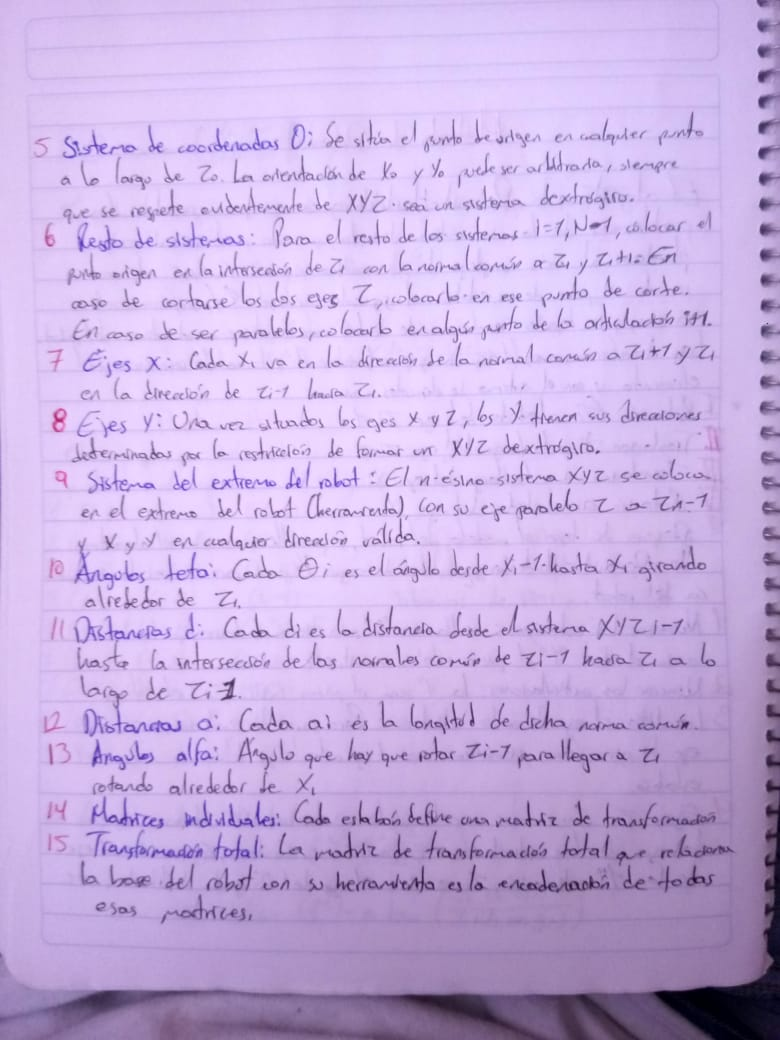 5 Sistema de coordenadas 0: Se sitúa el punto de origen en cualquier punto
a lo largo de Z0. La orientación de X0 y Y0 puede ser arbitraria, siempre
que se respete evidentemente de XYZ. sea un sistema dextrógiro.
6 Resto de sistemas: Para el resto de los sistemas i=1, N-1, colocar el
punto origen en la intersección de Zi con la normal común a Zi y Zi+1. En
caso de cortarse los dos ejes Z, colocarlo en ese punto de corte.
En caso de ser paralelos, colocarlo en algún punto de la articulación i+1.
7 Ejes X: Cada Xi va en la dirección de la normal común a Zi+1 y Zi
en la dirección de Zi-1 hacia Zi.
8 Ejes Y: Una vez situados los ejes X y Z, los Y tienen sus direcciones
determinadas por la restricción de formar un XYZ dextrógiro.
9 Sistema del extremo del robot: El n-ésimo sistema XYZ se coloca
en el extremo del robot (herramienta), con su eje paralelo Z a Zn-1
y X y Y en cualquier dirección válida.
10 Ángulos teta: Cada θi es el ángulo desde Xi-1 hasta Xi girando
alrededor de Zi.
11 Distancias d: Cada di es la distancia desde el sistema XYZ i-1
hasta la intersección de las normales común de Zi-1 hacia Zi a lo
largo de Zi-1.
12 Distancias a: Cada ai es la longitud de dicha norma común.
13 Ángulos alfa: Ángulo que hay que rotar Zi-1 para llegar a Zi
rotando alrededor de Xi
14 Matrices individuales: Cada eslabón define una matriz de transformación
15 Transformación total: La matriz de transformación total que relaciona
la base del robot con su herramienta es la encadenación de todas
esas matrices.